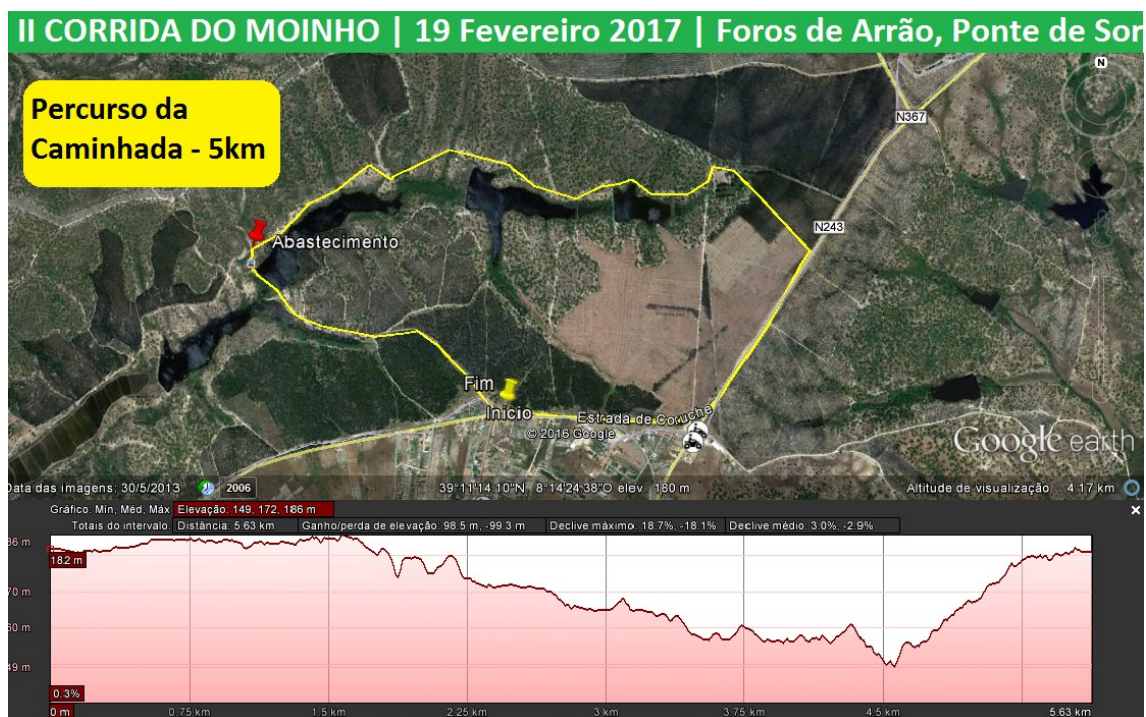 II CORRIDA DO MOINHO | 19 Fevereiro 2017 | Foros de Arrão, Ponte de Sor
Percurso da
Caminhada - 5km
N
N367
N243
Abastecimento
Fim
Início
Estrada de Coruche
© 2016 Google
Google earth
Data das imagens: 30/5/2013
2006
39°11'14.10"N 8°14'24.38"O elev 180 m
Altitude de visualização 4.17 km
Gráfico: Mín, Méd, Máx Elevação: 149, 172, 186 m
Totais do intervalo: Distância: 5.63 km Ganho/perda de elevação: 98.5 m, -99.3 m Declive máximo: 18.7%, -18.1% Declive médio: 3.0%, -2.9%
86 m
182 m
70 m
60 m
49 m
0.3%
0 m 0.75 km 1.5 km 2.25 km 3 km 3.75 km 4.5 km 5.63 km